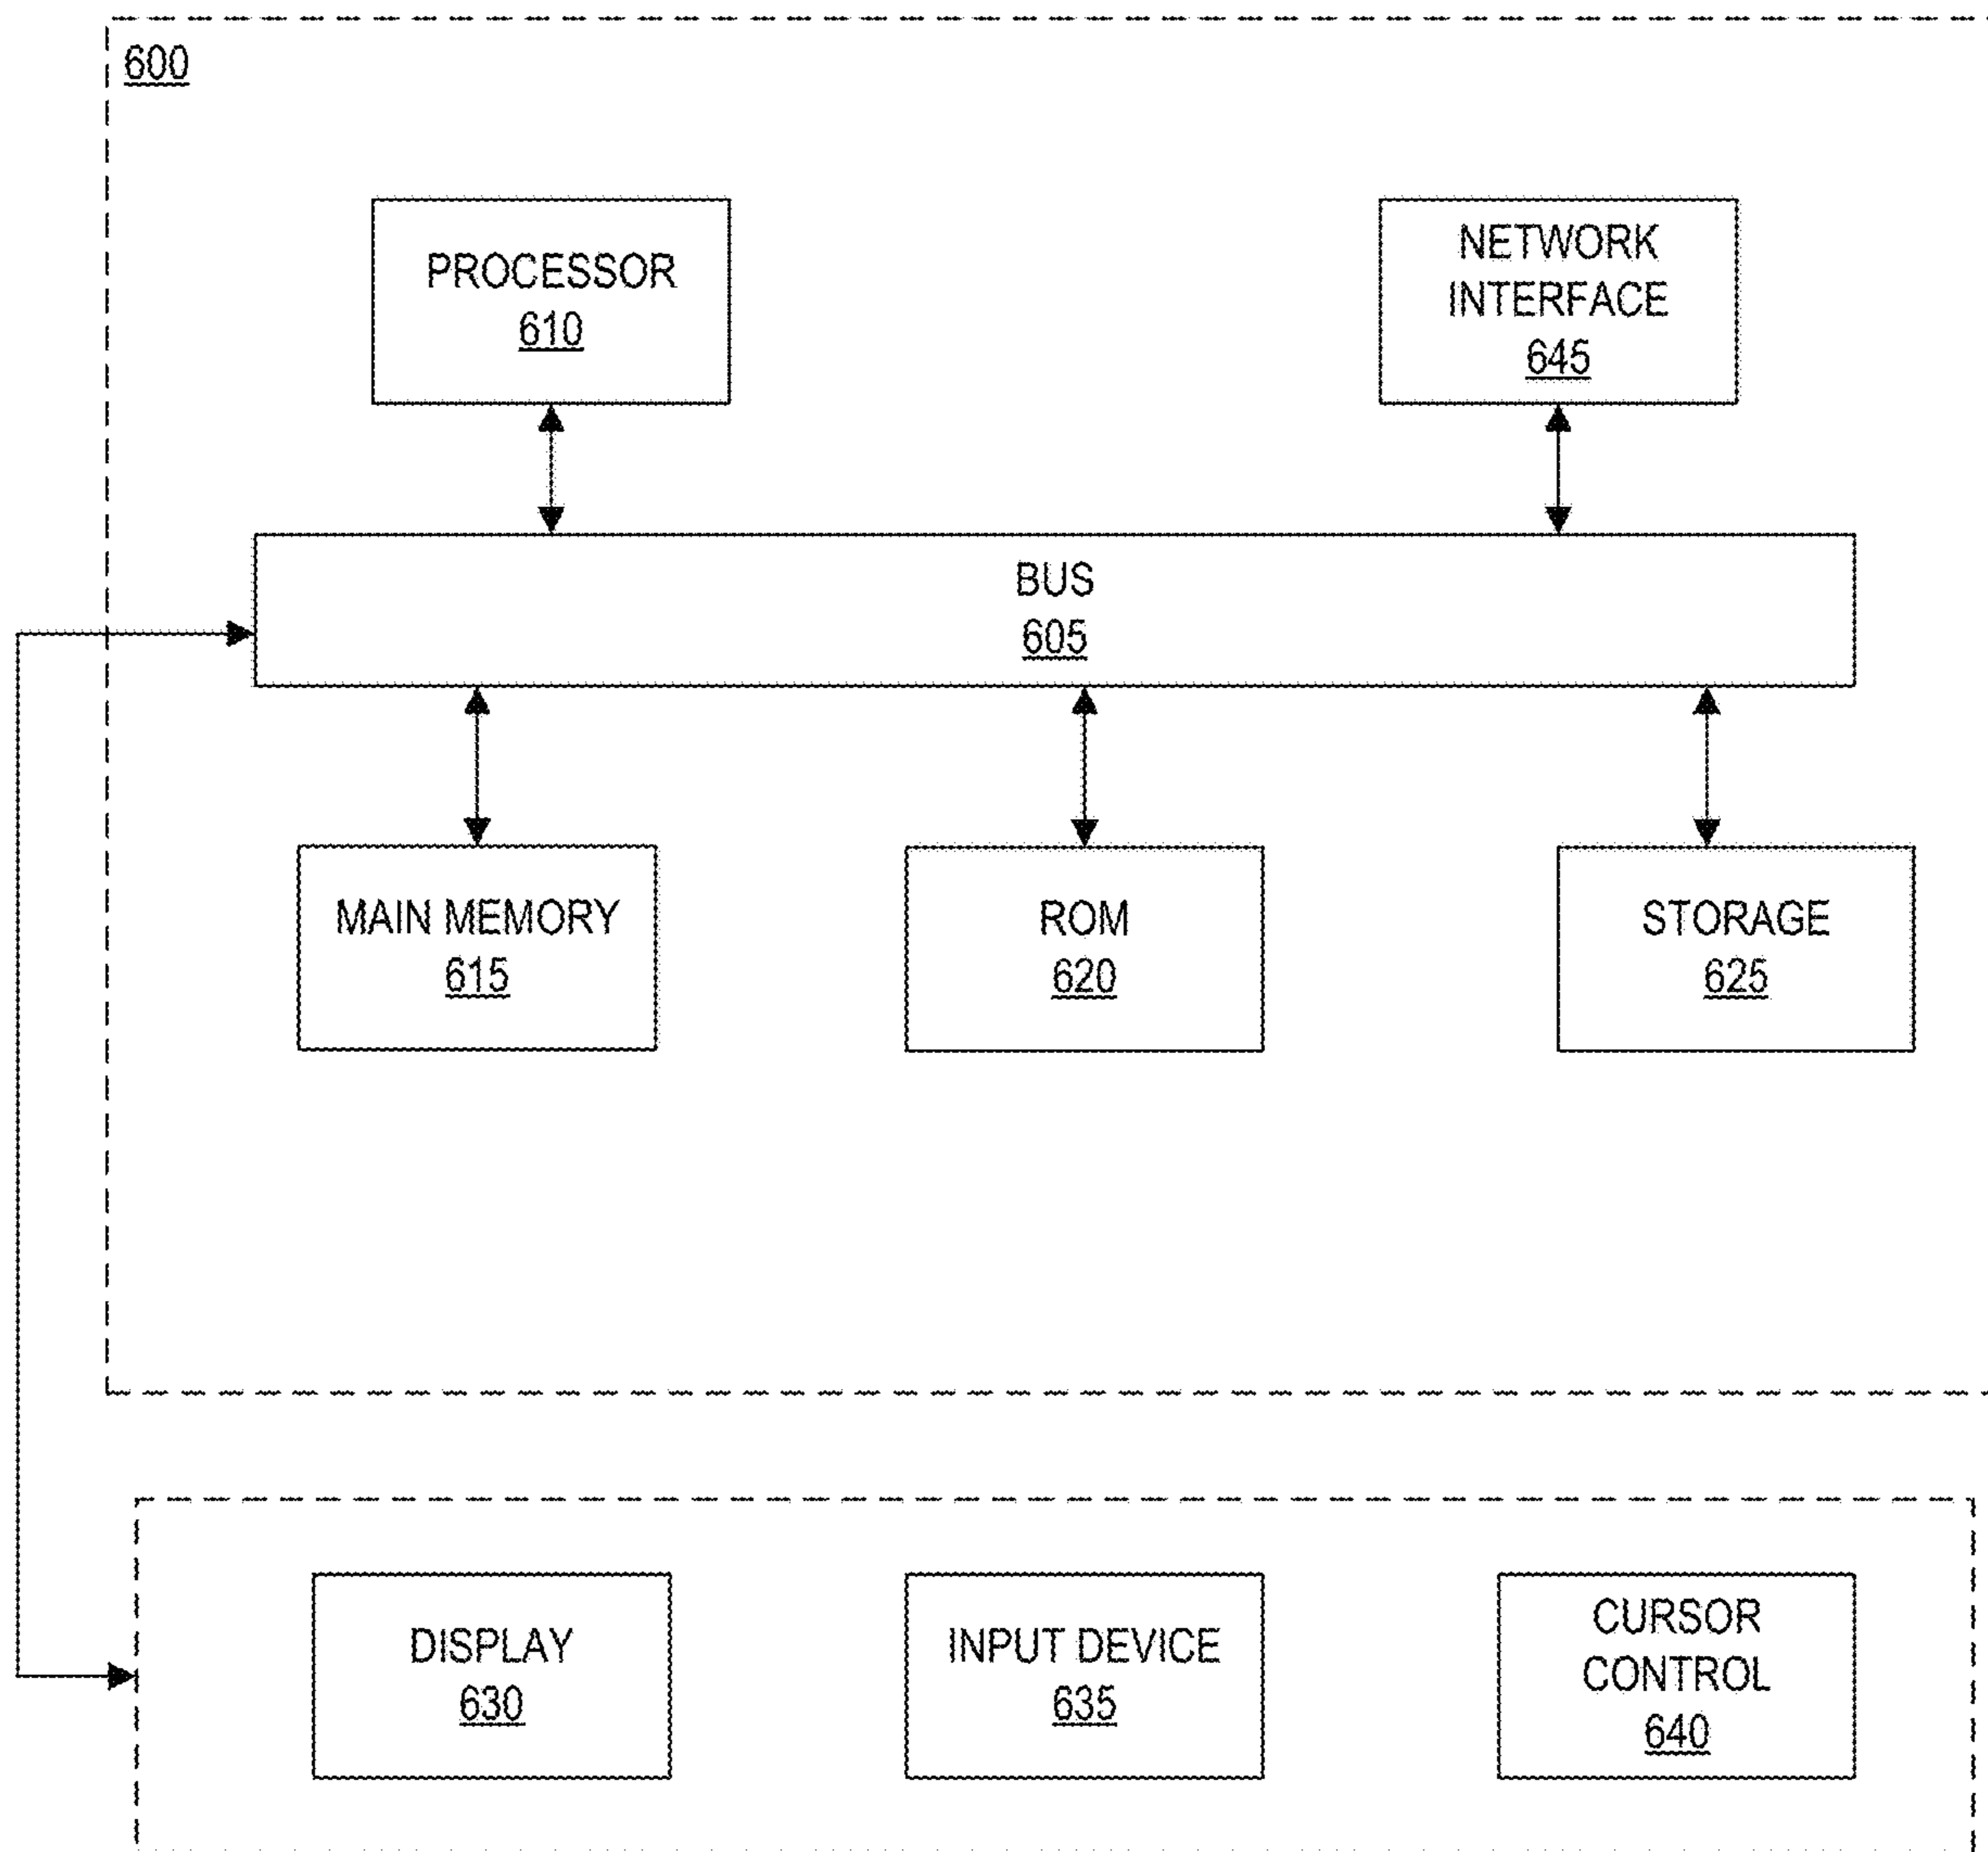 600
PROCESSOR
610
NETWORK
INTERFACE
645
BUS
605
MAIN MEMORY
615
ROM
620
STORAGE
625
DISPLAY
630
INPUT DEVICE
635
CURSOR
CONTROL
640